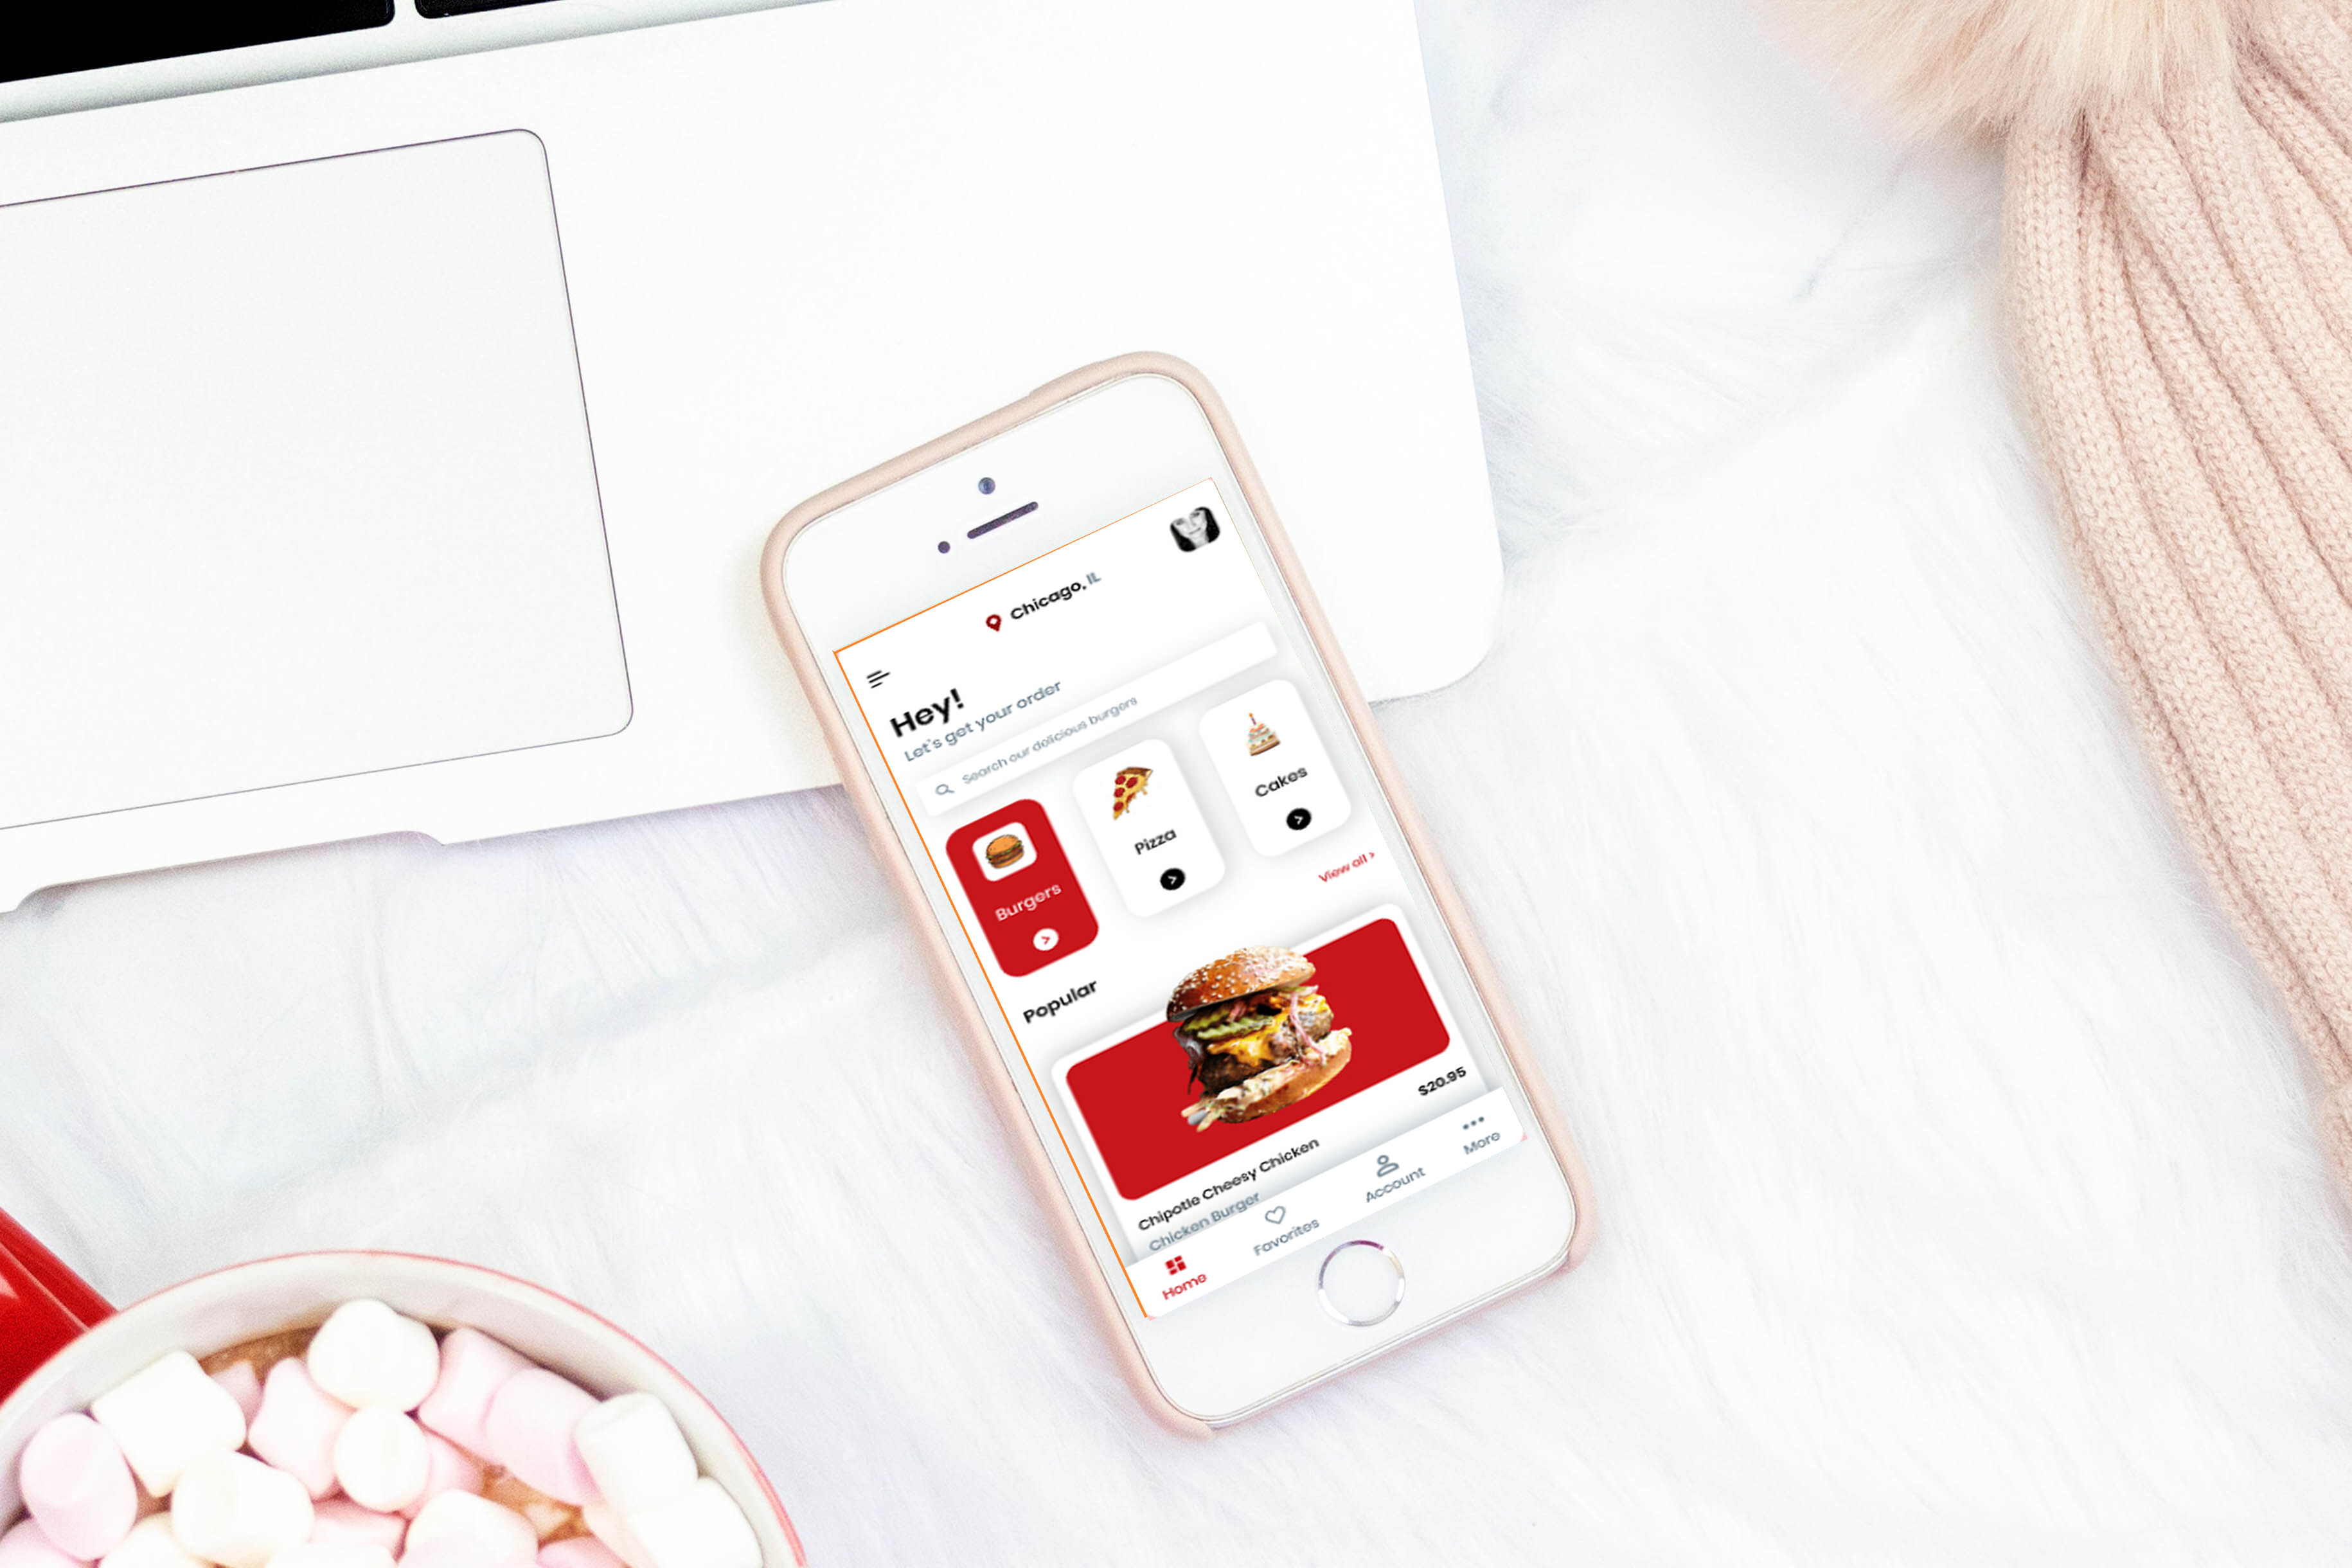 Chicago, IL
Hey!
Let's get your order
Search our delicious burgers
Burgers
Pizza
Cakes
Popular
View all >
Chipotle Cheesy Chicken
$20.95
Chicken Burger
Home
Favorites
Account
More